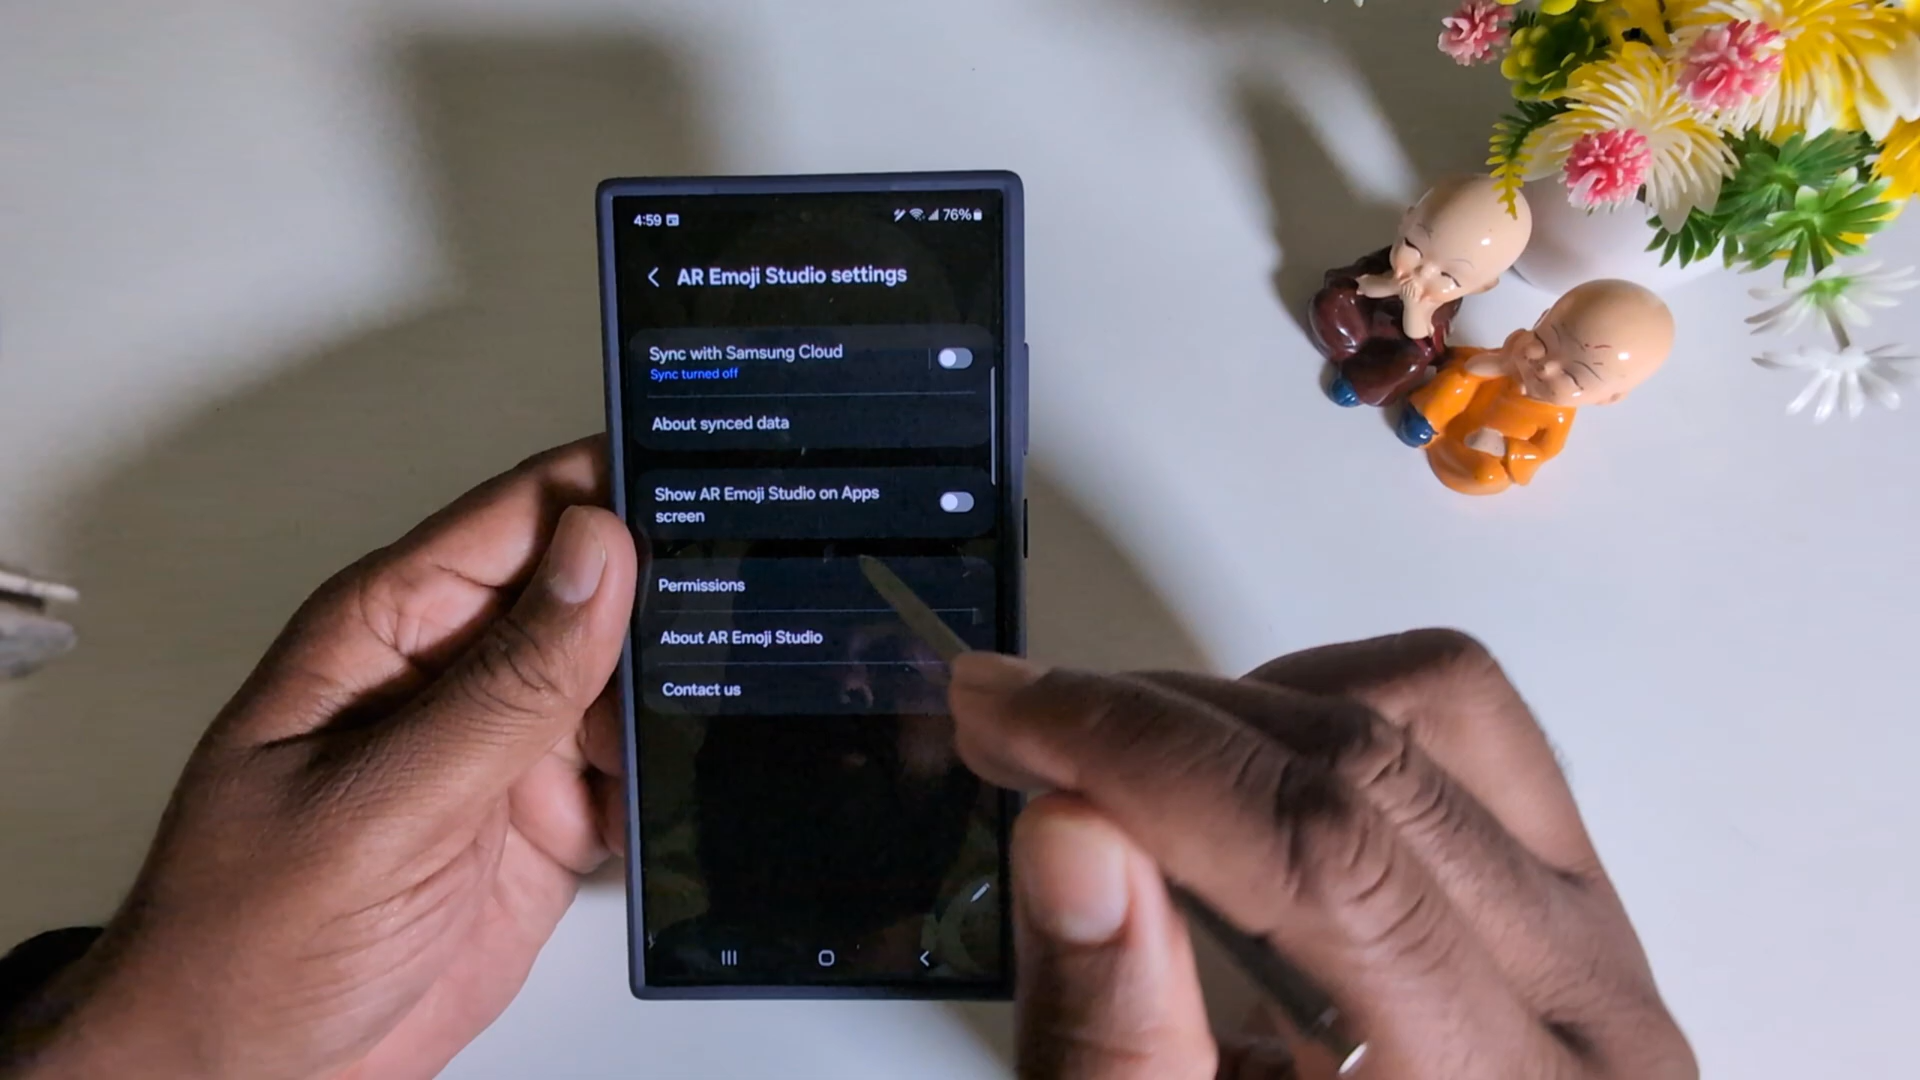 4:59
76%
AR Emoji Studio settings
Sync with Samsung Cloud
Sync turned off
About synced data
Show AR Emoji Studio on Apps
screen
Permissions
About AR Emoji Studio
Contact us